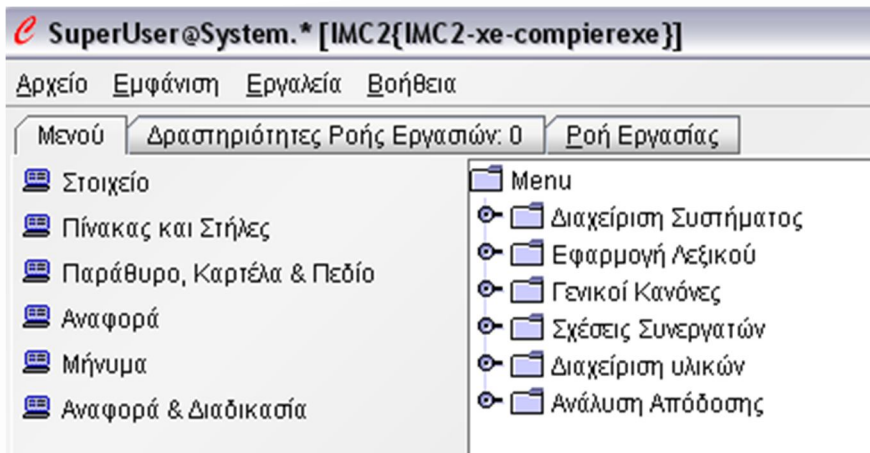 SuperUser@System.* [IMC2{IMC2-xe-compierexe}]
Αρχείο Εμφάνιση Εργαλεία Βοήθεια
Μενού Δραστηριότητες Ροής Εργασιών: 0 Ροή Εργασίας
Στοιχείο
Πίνακας και Στήλες
Παράθυρο, Καρτέλα & Πεδίο
Αναφορά
Μήνυμα
Αναφορά & Διαδικασία
Menu
Διαχείριση Συστήματος
Εφαρμογή Λεξικού
Γενικοί Κανόνες
Σχέσεις Συνεργατών
Διαχείριση υλικών
Ανάλυση Απόδοσης